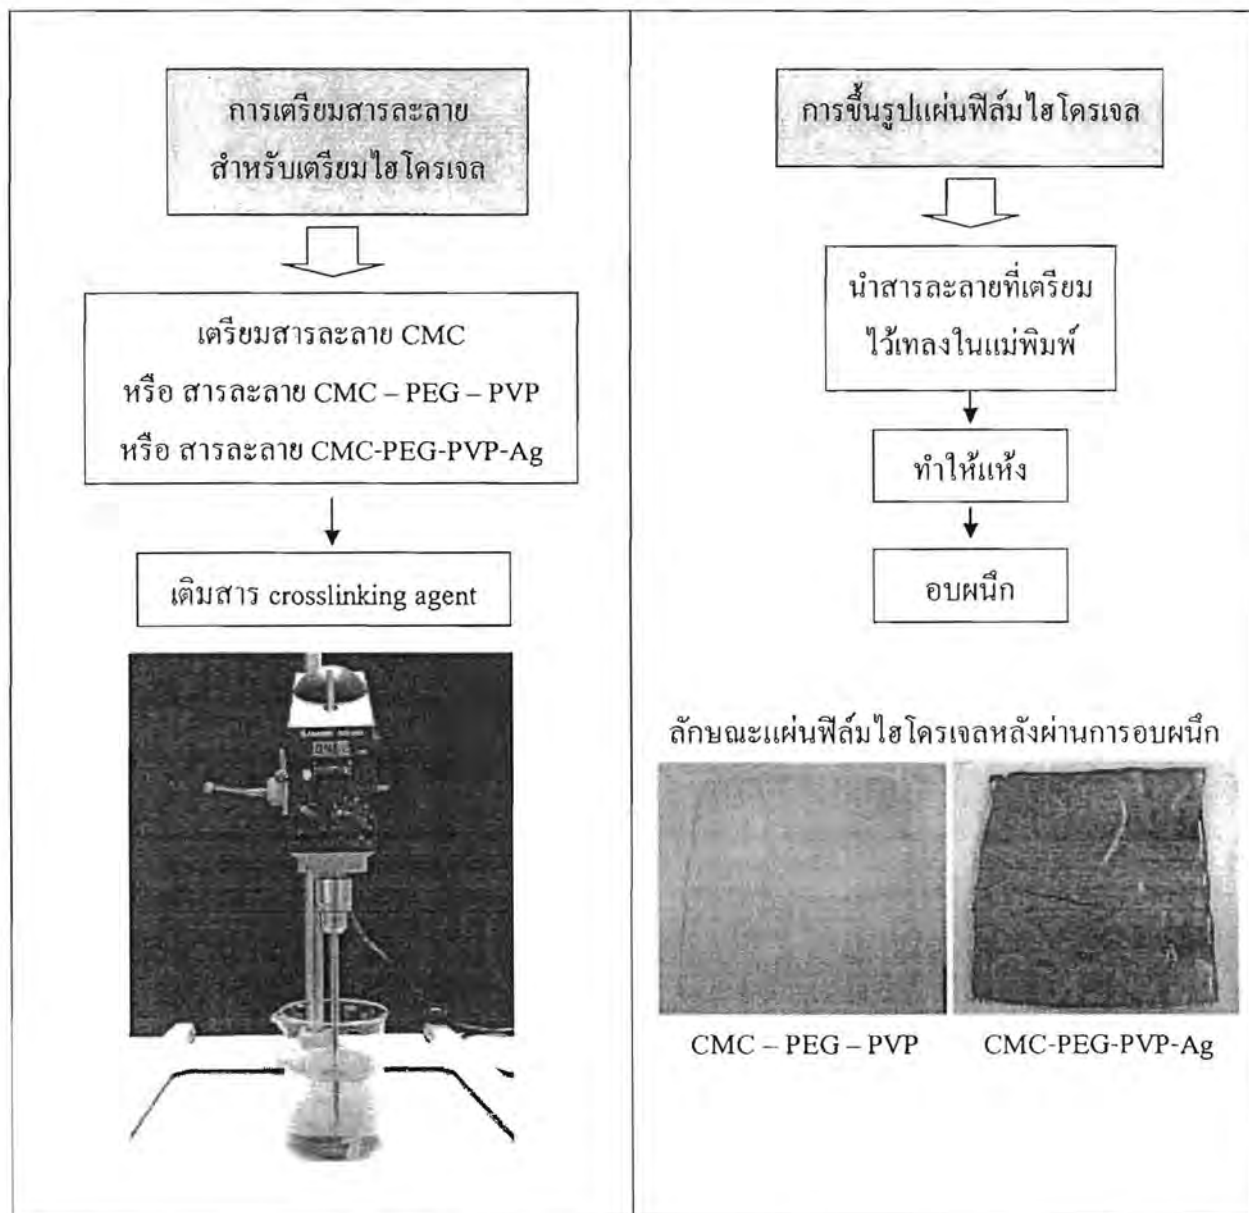 การเตรียมสารละลาย
สำหรับเตรียมไฮโดรเจล
เตรียมสารละลาย CMC
หรือ สารละลาย CMC – PEG – PVP
หรือ สารละลาย CMC-PEG-PVP-Ag
เติมสาร crosslinking agent
การขึ้นรูปแผ่นฟิล์มไฮโดรเจล
นำสารละลายที่เตรียม
ไว้เทลงในแม่พิมพ์
ทำให้แห้ง
อบผนึก
ลักษณะแผ่นฟิล์มไฮโดรเจลหลังผ่านการอบผนึก
CMC – PEG – PVP
CMC-PEG-PVP-Ag